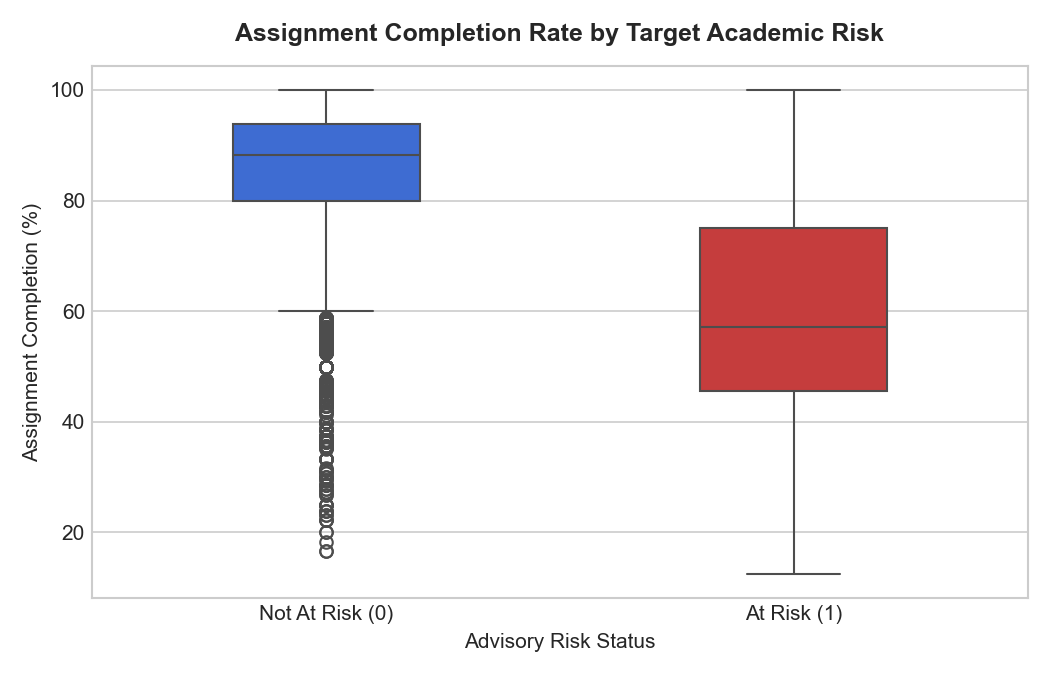 Assignment Completion Rate by Target Academic Risk
Assignment Completion (%)
100
80
60
40
20
Not At Risk (0)
At Risk (1)
Advisory Risk Status